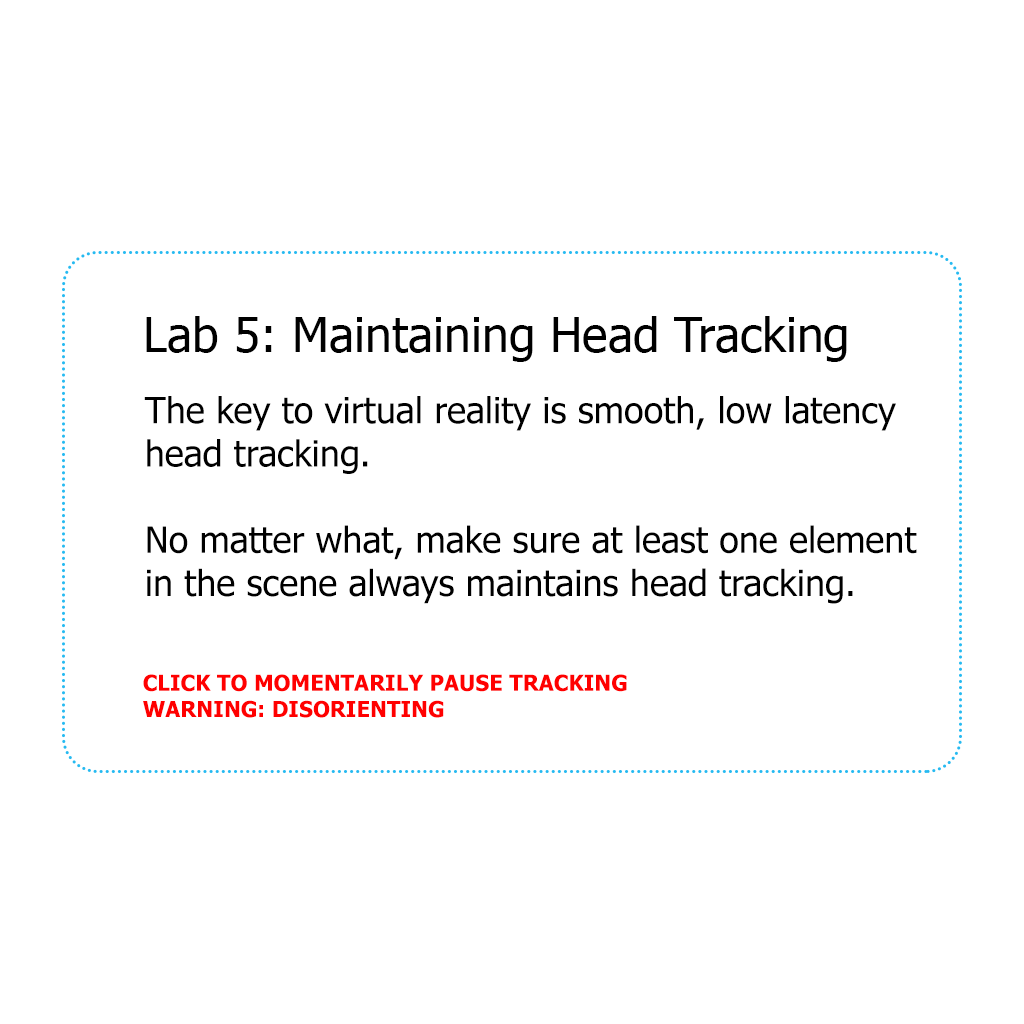 Lab 5: Maintaining Head Tracking
The key to virtual reality is smooth, low latency
head tracking.
No matter what, make sure at least one element
in the scene always maintains head tracking.
CLICK TO MOMENTARILY PAUSE TRACKING
WARNING: DISORIENTING